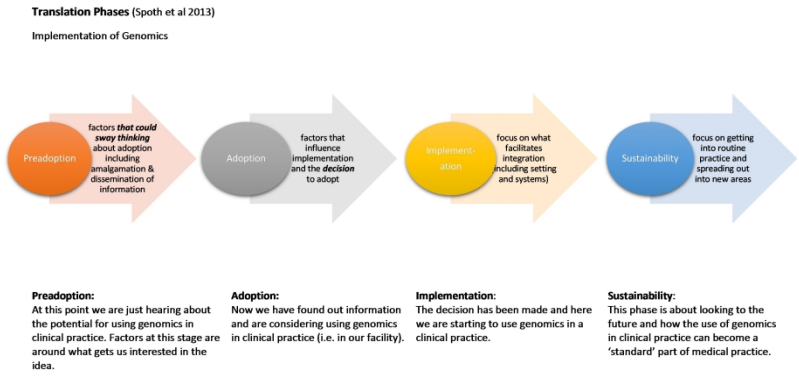 Translation Phases (Spoth et al 2013)
Implementation of Genomics
Preadoption
factors that could
sway thinking
about adoption
including
amalgamation &
dissemination of
information
Adoption
factors that
influence
implementation
and the decision
to adopt
Implement-
ation
focus on what
facilitates
integration
(including setting
and systems)
Sustainability
focus on getting
into routine
practice and
spreading out
into new areas
Preadoption:
At this point we are just hearing about
the potential for using genomics in
clinical practice. Factors at this stage are
around what gets us interested in the
idea.
Adoption:
Now we have found out information
and are considering using genomics
in clinical practice (i.e. in our facility).
Implementation:
The decision has been made and here
we are starting to use genomics in a
clinical practice.
Sustainability:
This phase is about looking to the
future and how the use of genomics
in clinical practice can become a
‘standard’ part of medical practice.